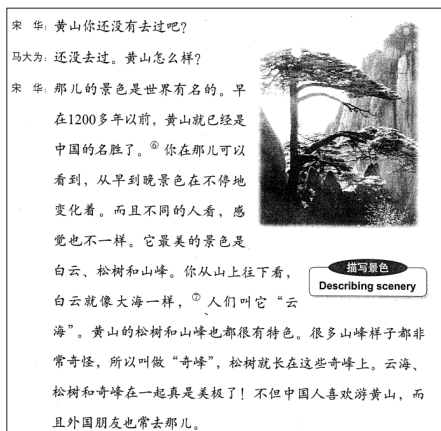 宋 华：黄山你还没有去过吧？
马大为：还没去过。黄山怎么样？
宋 华：那儿的景色是世界有名的。早
在1200多年以前，黄山就已经是
中国的名胜了。⑥ 你在那儿可以
看到，从早到晚景色在不停地
变化着。而且不同的人看，感
觉也不一样。它最美的景色是
白云、松树和山峰。你从山上往下看，
白云就像大海一样，⑦ 人们叫它“云
海”。黄山的松树和山峰也都很有特色。很多山峰样子都非
常奇怪，所以叫做“奇峰”，松树就长在这些奇峰上。云海、
松树和奇峰在一起真是美极了！不但中国人喜欢游黄山，而
且外国朋友也常去那儿。
描写景色
Describing scenery